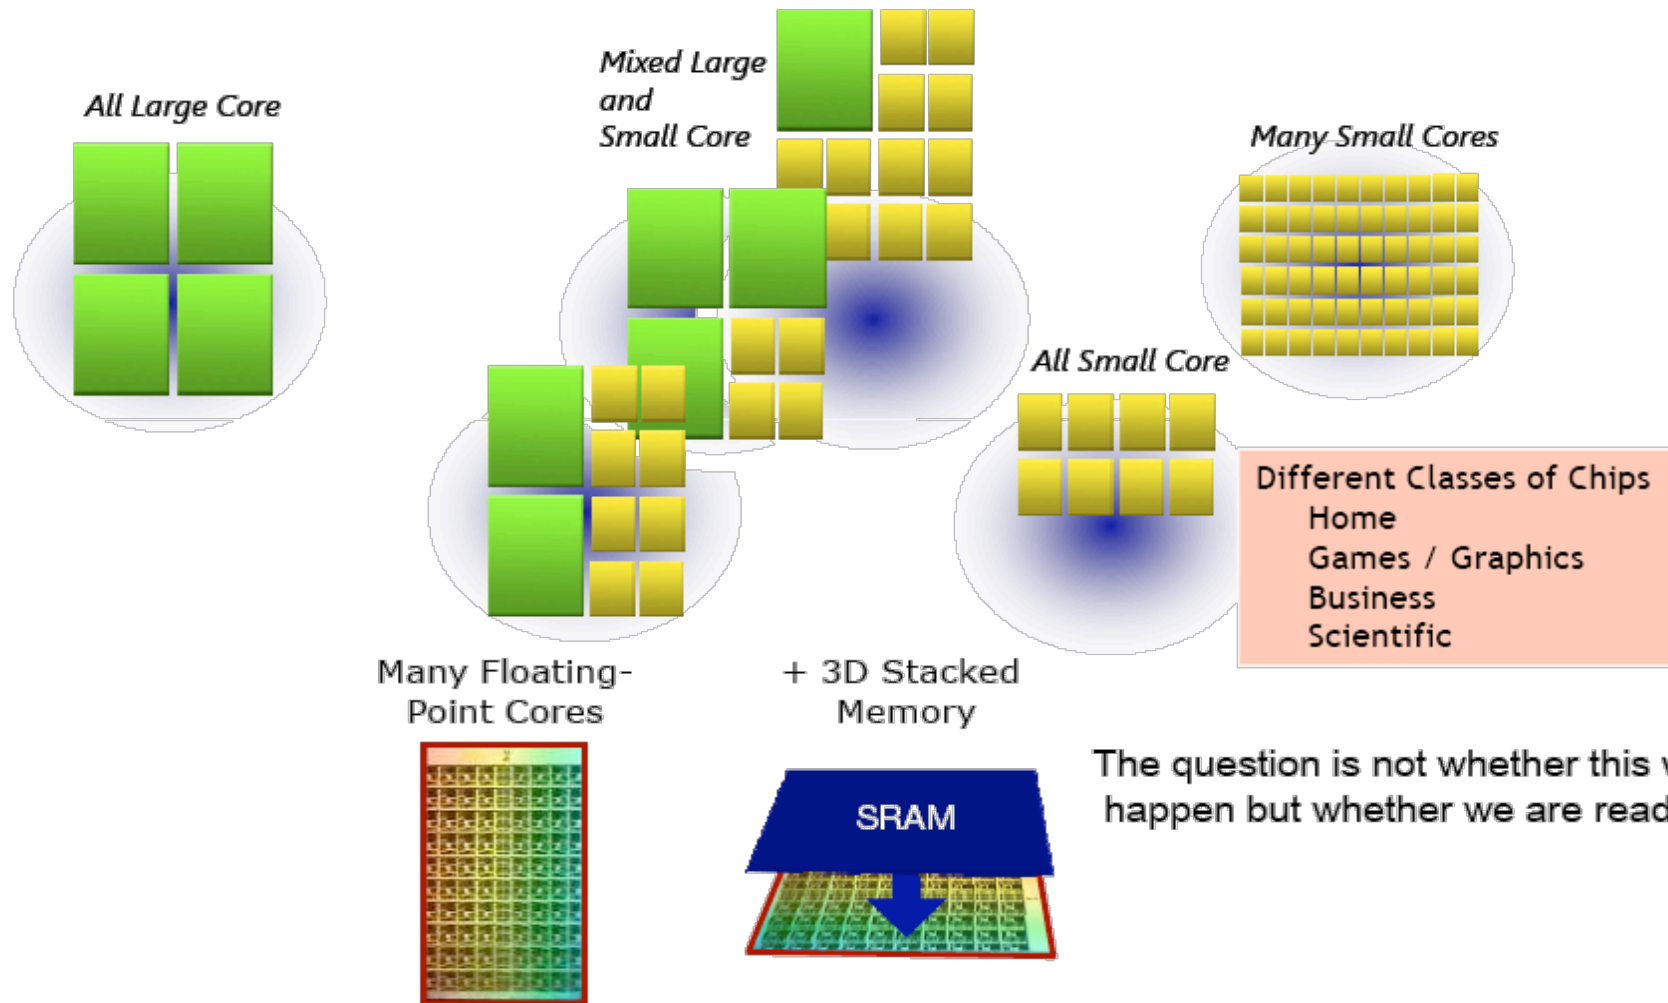 All Large Core
Mixed Large
and
Small Core
Many Small Cores
All Small Core
Different Classes of Chips
Home
Games / Graphics
Business
Scientific
Many Floating-
Point Cores
+ 3D Stacked
Memory
SRAM
The question is not whether this
happen but whether we are